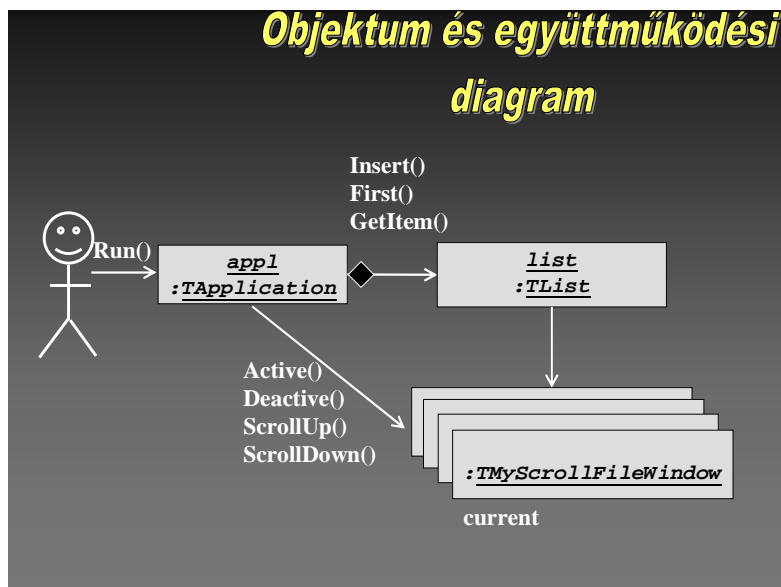 Objektum és együttműködési
diagram
Insert()
First()
GetItem()
Run()
appl
:TApplication
list
:TList
Active()
Deactive()
ScrollUp()
ScrollDown()
:TMyScrollFileWindow
current